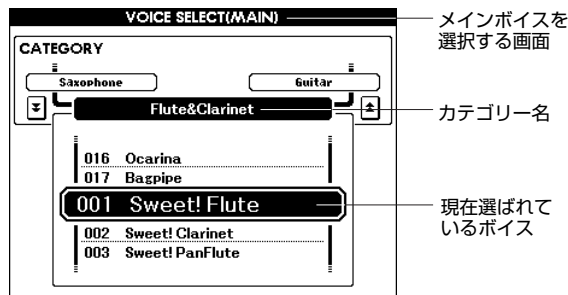 VOICE SELECT(MAIN)
メインボイスを
選択する画面
CATEGORY
Saxophone
Guitar
Flute&Clarinet
カテゴリー名
016 Ocarina
017 Bagpipe
001 Sweet! Flute
現在選ばれて
いるボイス
002 Sweet! Clarinet
003 Sweet! PanFlute